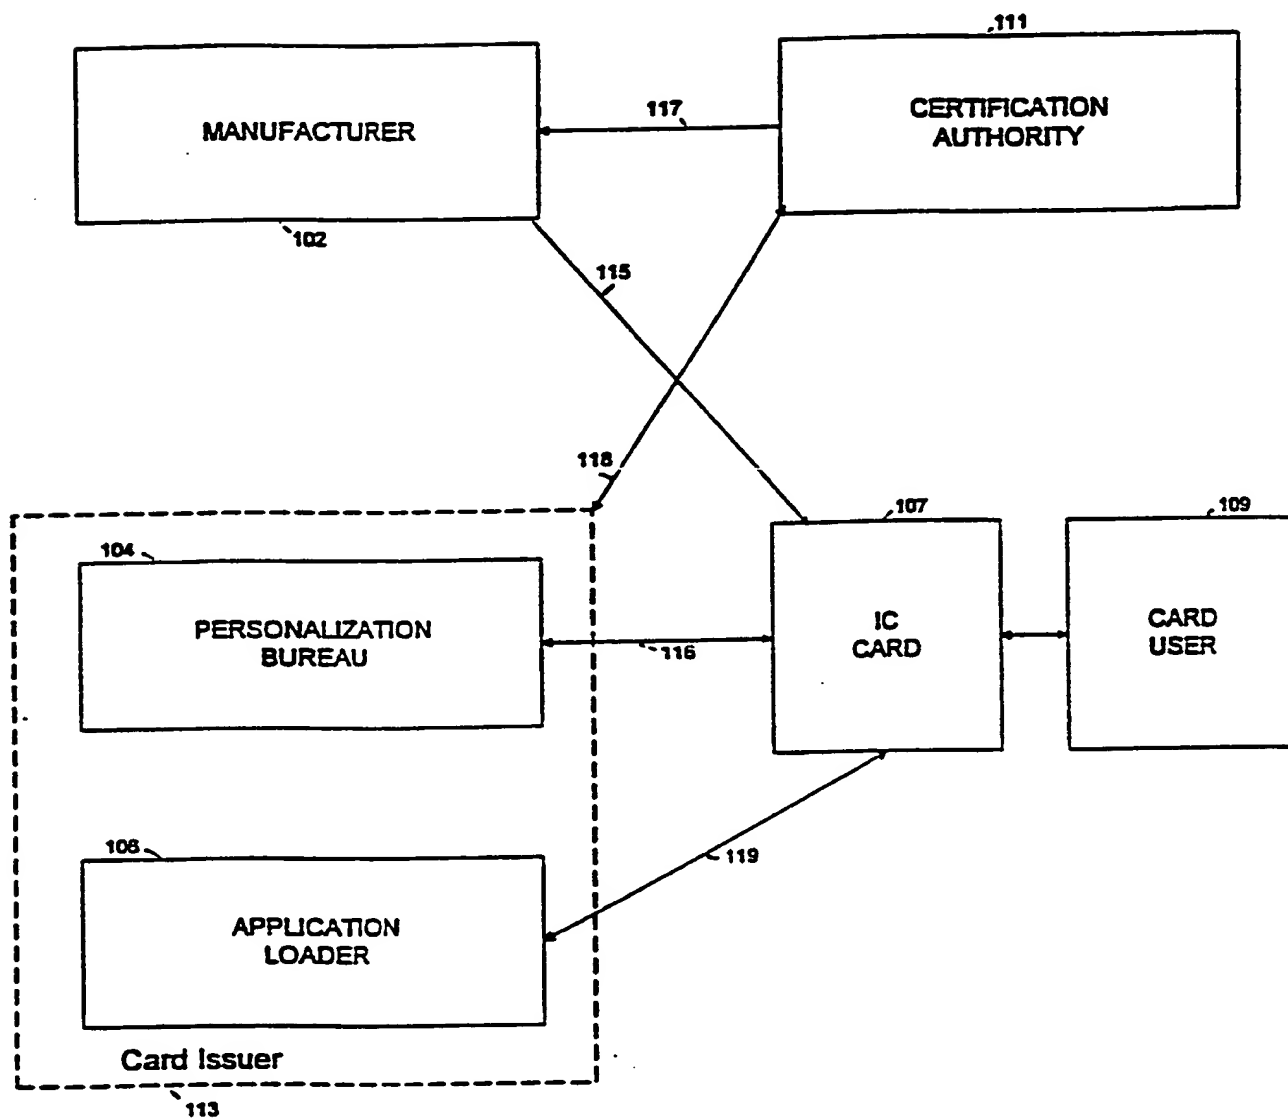 111
MANUFACTURER
CERTIFICATION
AUTHORITY
117
102
115
118
107
109
104
PERSONALIZATION
BUREAU
IC
CARD
CARD
USER
116
106
119
APPLICATION
LOADER
Card Issuer
113